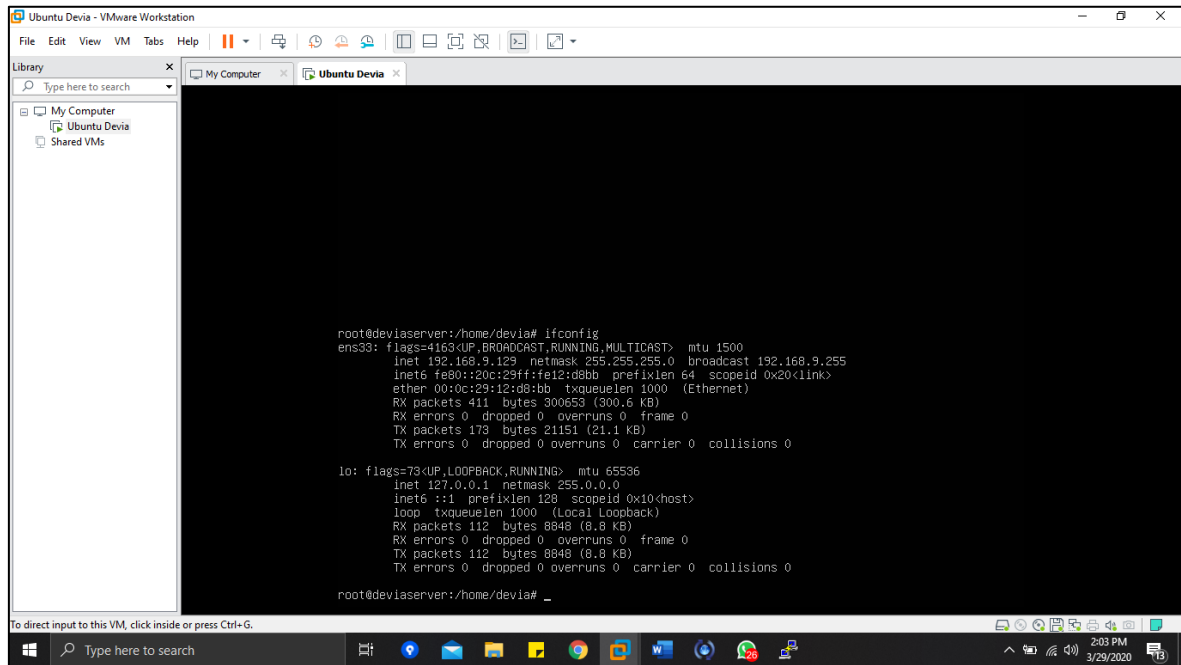 Ubuntu Devia - VMware Workstation
File Edit View VM Tabs Help
Library
Type here to search
My Computer
Ubuntu Devia
Shared VMs
My Computer
Ubuntu Devia
root@deviaserver:/home/devia# ifconfig
ens33: flags=4163<UP,BROADCAST,RUNNING,MULTICAST> mtu 1500
inet 192.168.9.129 netmask 255.255.255.0 broadcast 192.168.9.255
inet6 fe80::20c:29ff:fe12:d8bb prefixlen 64 scopeid 0x20<link>
ether 00:0c:29:12:d8:bb txqueuelen 1000 (Ethernet)
RX packets 411 bytes 300653 (300.6 KB)
RX errors 0 dropped 0 overruns 0 frame 0
TX packets 173 bytes 21151 (21.1 KB)
TX errors 0 dropped 0 overruns 0 carrier 0 collisions 0
lo: flags=73<UP,LOOPBACK,RUNNING> mtu 65536
inet 127.0.0.1 netmask 255.0.0.0
inet6 ::1 prefixlen 128 scopeid 0x10<host>
loop txqueuelen 1000 (Local Loopback)
RX packets 112 bytes 8848 (8.8 KB)
RX errors 0 dropped 0 overruns 0 frame 0
TX packets 112 bytes 8848 (8.8 KB)
TX errors 0 dropped 0 overruns 0 carrier 0 collisions 0
root@deviaserver:/home/devia# _
To direct input to this VM, click inside or press Ctrl+G.
Type here to search
26
2:03 PM
3/29/2020
13